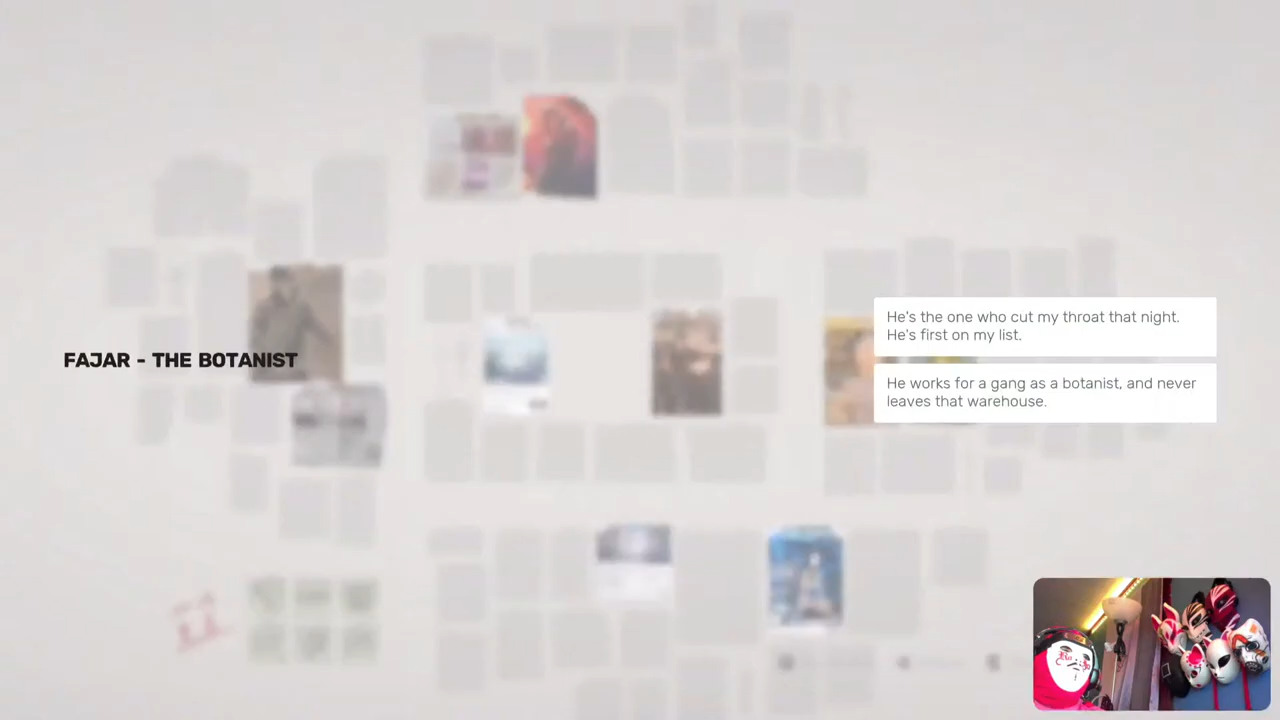 FAJAR - THE BOTANIST
He's the one who cut my throat that night.
He's first on my list.
He works for a gang as a botanist, and never
leaves that warehouse.